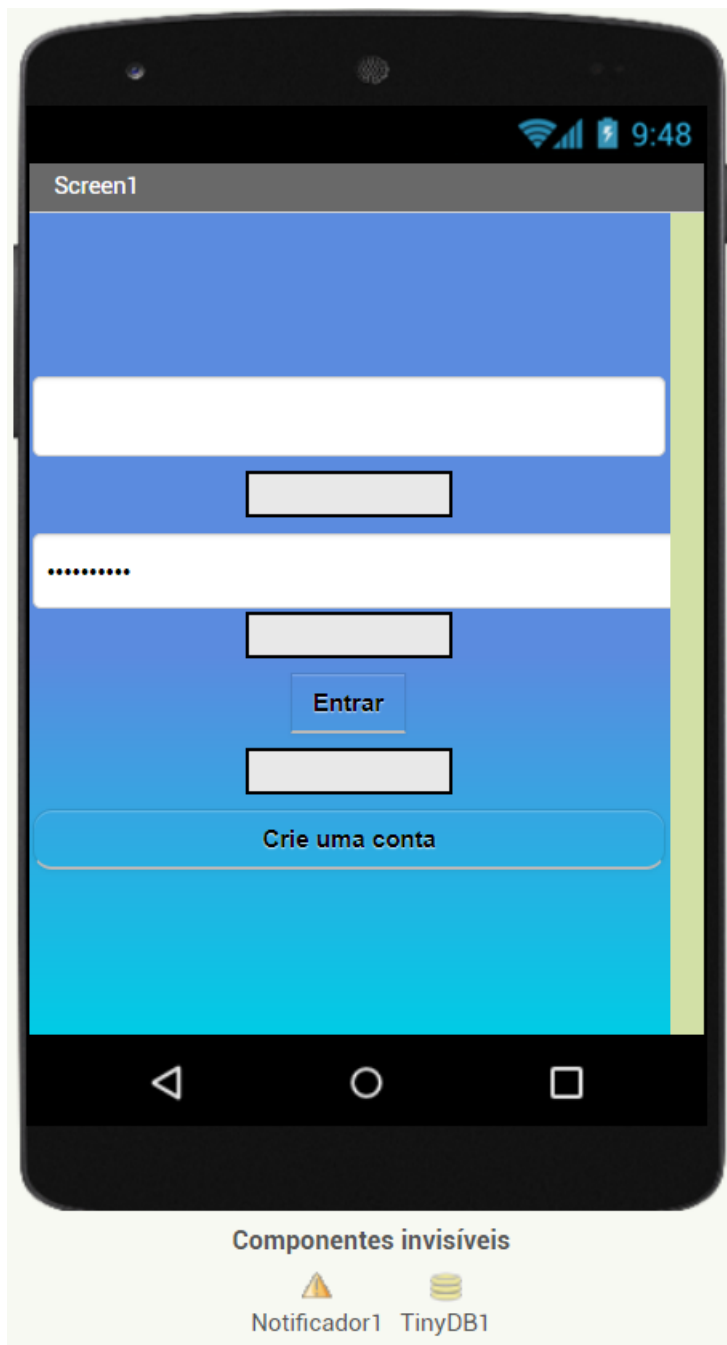 9:48
Screen1
••••••••••
Entrar
Crie uma conta
Componentes invisíveis
Notificador1 TinyDB1